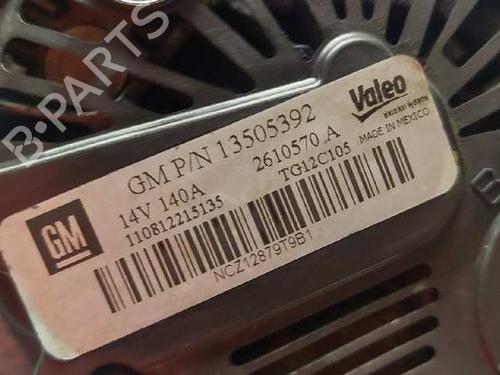 B-PARTS
GM P/N 13505392
Valeo
14V 140A
2610570 A
110812215135
TG12C105
MADE IN MEXICO
GM
NCZ12879T9B1